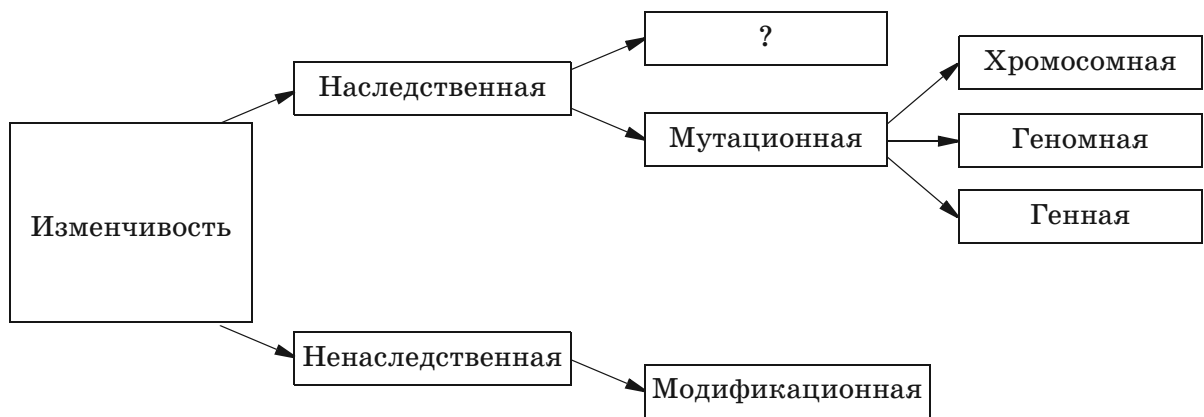 ?
Хромосомная
Наследственная
Мутационная
Геномная
Генная
Изменчивость
Ненаследственная
Модификационная